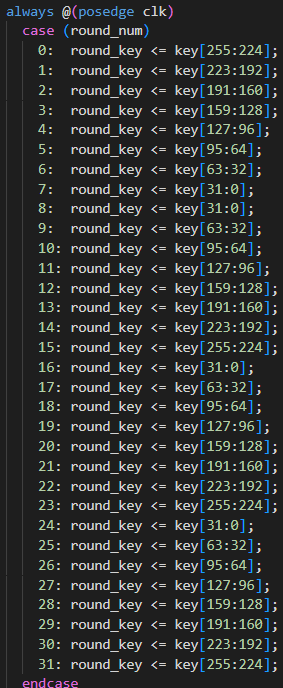 always @(posedge clk)
case (round_num)
0: round_key <= key[255:224];
1: round_key <= key[223:192];
2: round_key <= key[191:160];
3: round_key <= key[159:128];
4: round_key <= key[127:96];
5: round_key <= key[95:64];
6: round_key <= key[63:32];
7: round_key <= key[31:0];
8: round_key <= key[31:0];
9: round_key <= key[63:32];
10: round_key <= key[95:64];
11: round_key <= key[127:96];
12: round_key <= key[159:128];
13: round_key <= key[191:160];
14: round_key <= key[223:192];
15: round_key <= key[255:224];
16: round_key <= key[31:0];
17: round_key <= key[63:32];
18: round_key <= key[95:64];
19: round_key <= key[127:96];
20: round_key <= key[159:128];
21: round_key <= key[191:160];
22: round_key <= key[223:192];
23: round_key <= key[255:224];
24: round_key <= key[31:0];
25: round_key <= key[63:32];
26: round_key <= key[95:64];
27: round_key <= key[127:96];
28: round_key <= key[159:128];
29: round_key <= key[191:160];
30: round_key <= key[223:192];
31: round_key <= key[255:224];
endcase